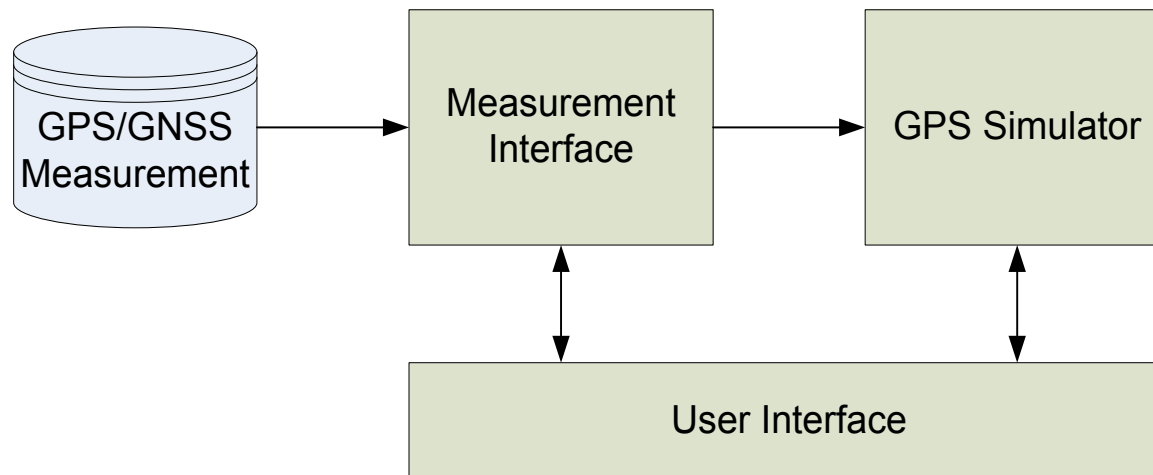 GPS/GNSS
Measurement
Measurement
Interface
GPS Simulator
User Interface